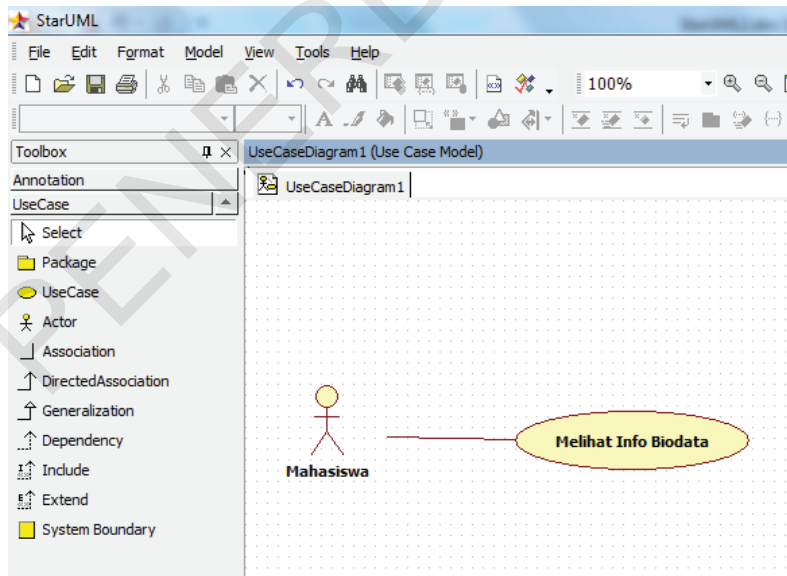 StarUML
File Edit Format Model View Tools Help
100%
Toolbox
UseCaseDiagram1 (Use Case Model)
Annotation
UseCaseDiagram1
UseCase
Select
Package
UseCase
Actor
Association
DirectedAssociation
Generalization
Dependency
Include
Extend
System Boundary
Mahasiswa
Melihat Info Biodata
PENER